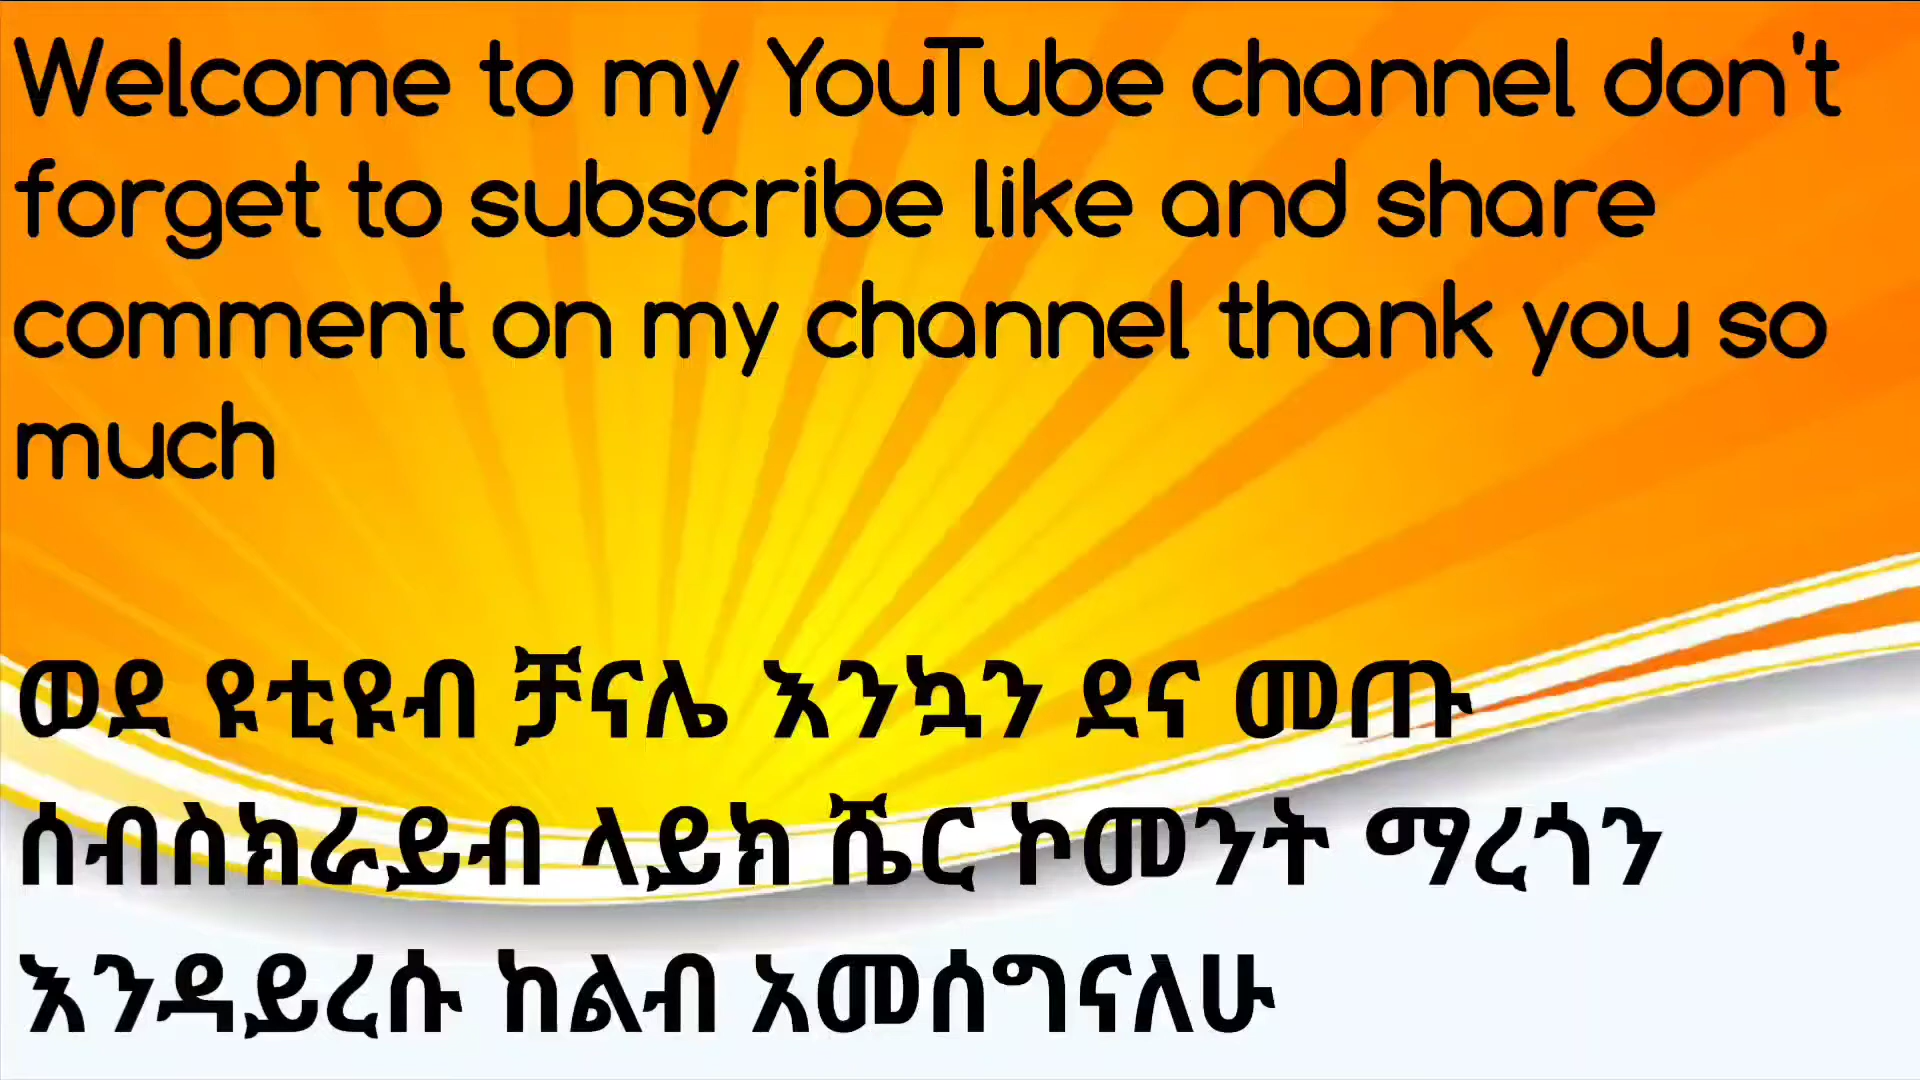 Welcome to my YouTube channel don't
forget to subscribe like and share
comment on my channel thank you so
much
ወደ ዩቲዩብ ቻናሌ እንኳን ደና መጡ
ሰብስክራይብ ላይክ ሼር ኮመንት ማረጎን
እንዳይረሱ ከልብ አመሰግናለሁ